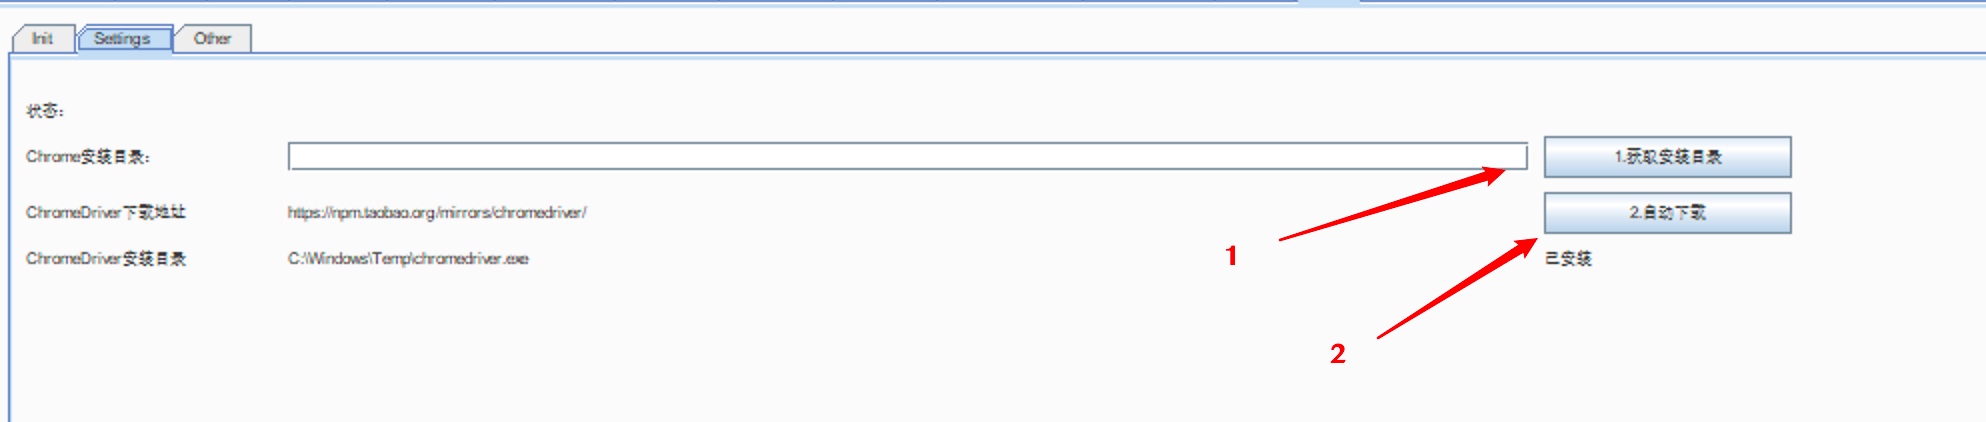 Init Settings Other
状态：
Chrome安装目录： 1.获取安装目录
ChromeDriver下载地址 https://npm.taobao.org/mirrors/chromedriver/ 2.自动下载
ChromeDriver安装目录 C:\Windows\Temp\chromedriver.exe 已安装
1
2